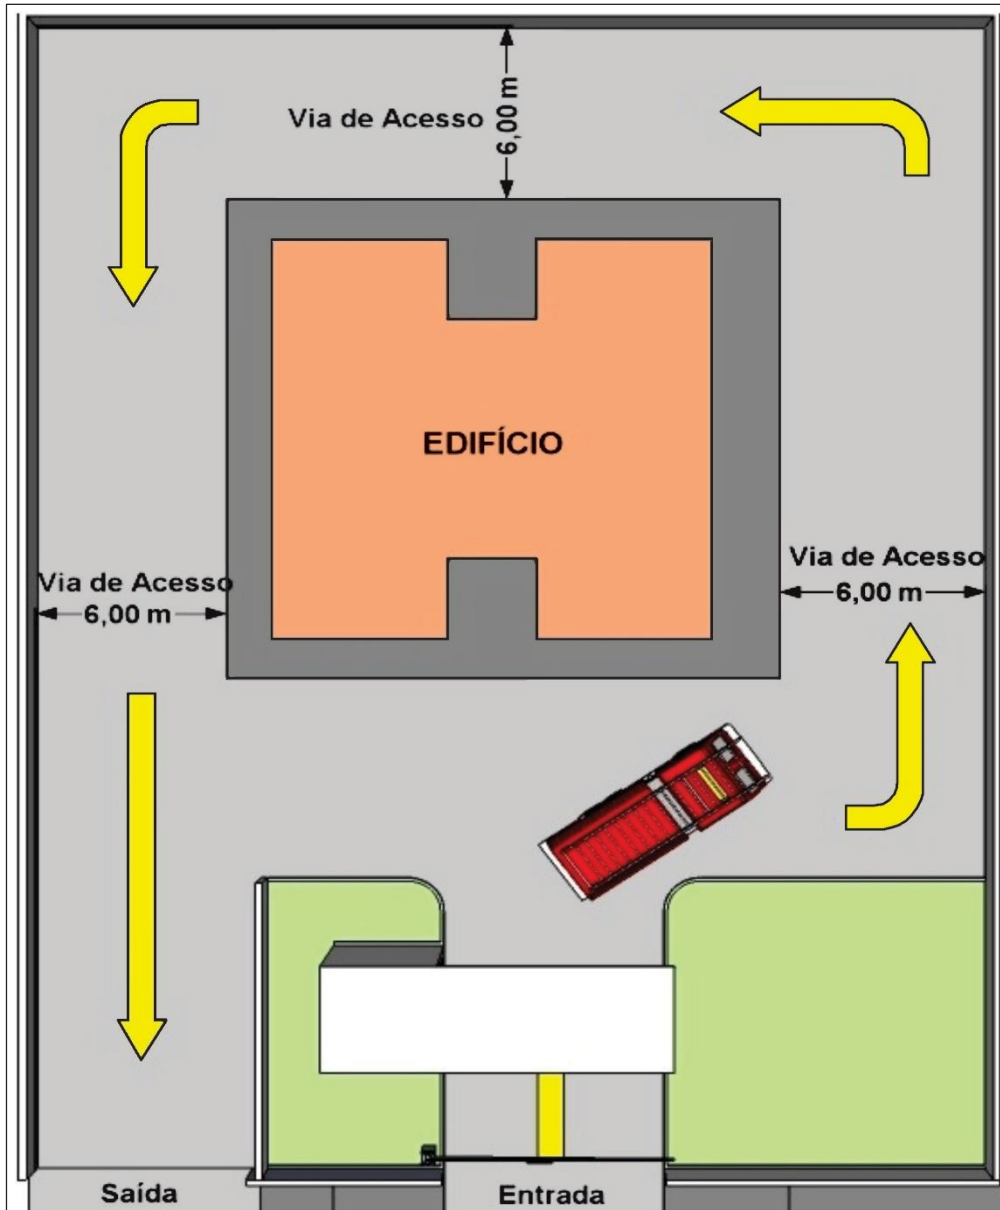 Via de Acesso
6,00 m
EDIFÍCIO
Via de Acesso
6,00 m
Via de Acesso
6,00 m
Saída
Entrada